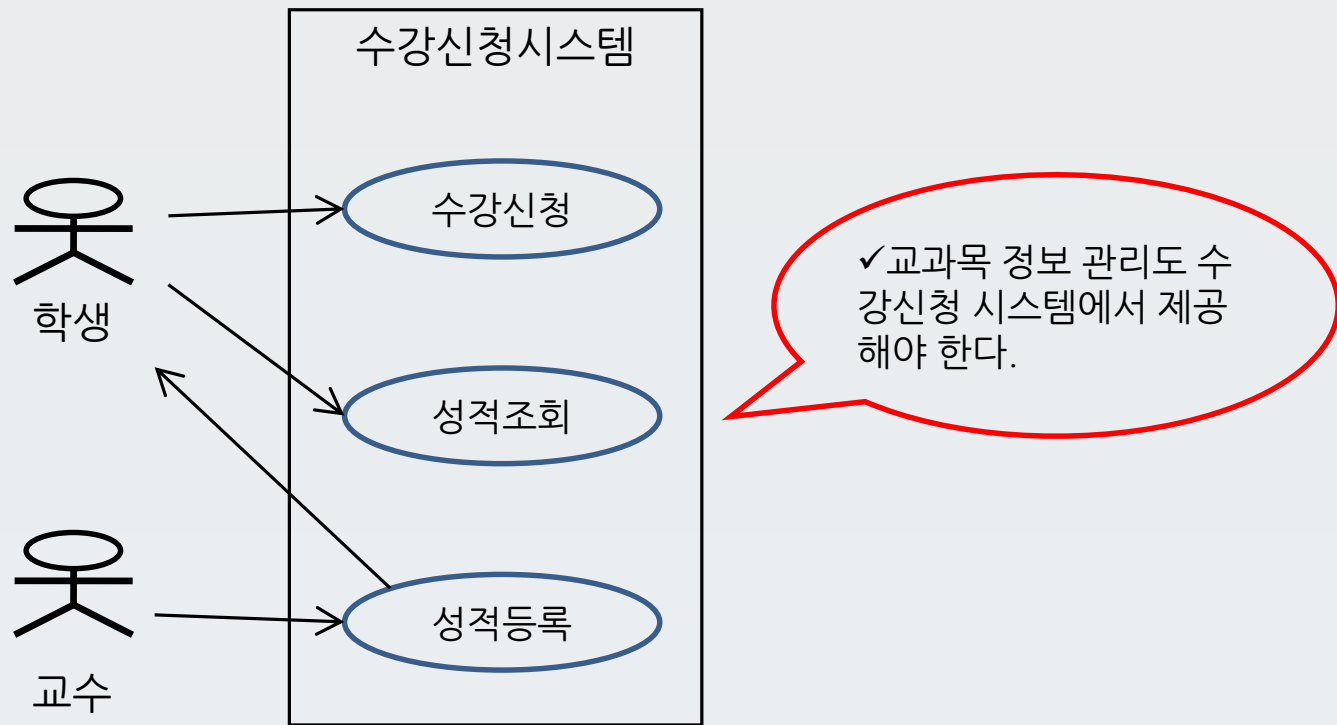 수강신청시스템
수강신청
✓교과목 정보 관리도 수
강신청 시스템에서 제공
해야 한다.
학생
성적조회
성적등록
교수